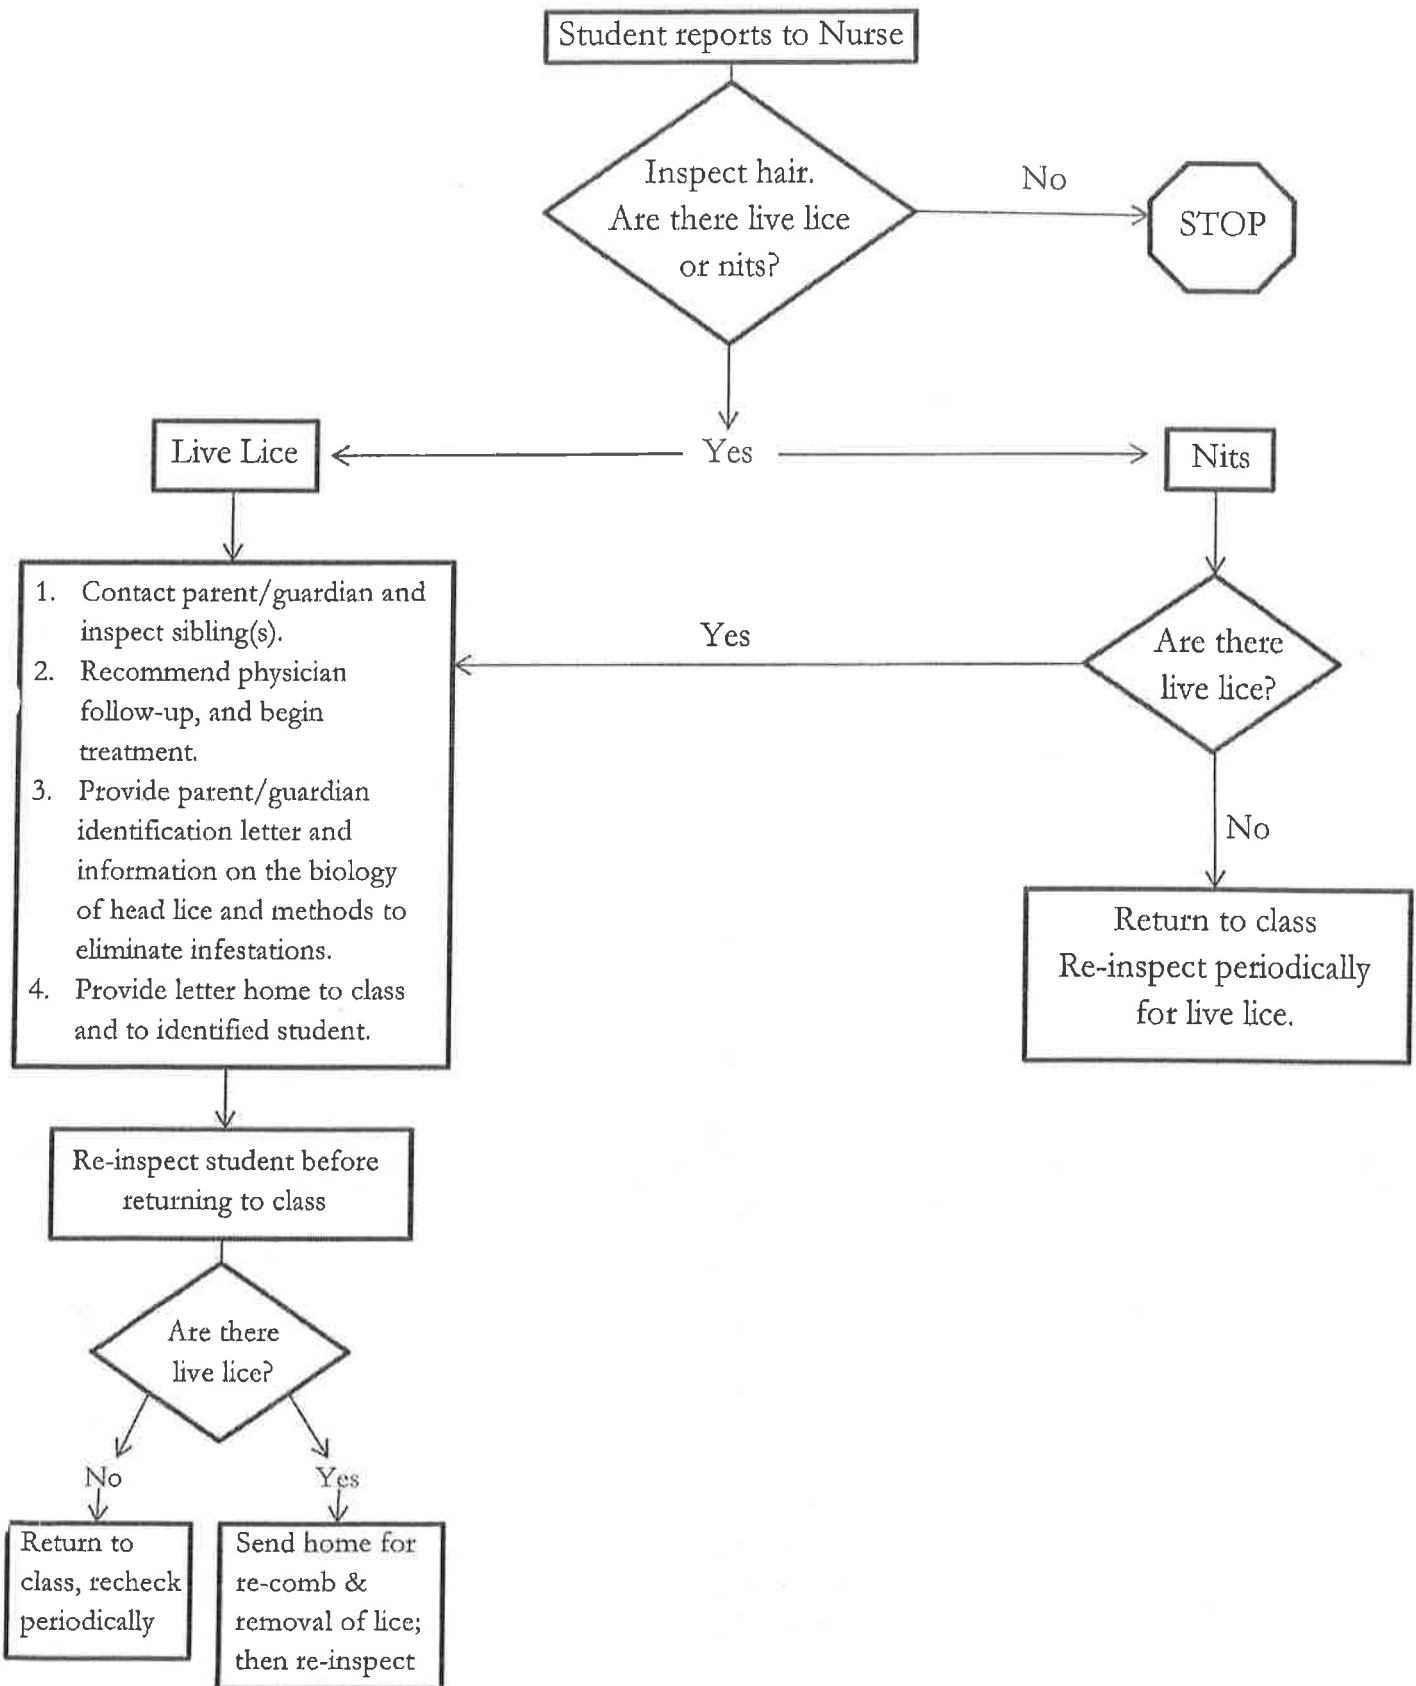 Student reports to Nurse
Inspect hair.
Are there live lice
or nits?
No
STOP
Live Lice
Yes
Nits
1. Contact parent/guardian and
inspect sibling(s).
2. Recommend physician
follow-up, and begin
treatment.
3. Provide parent/guardian
identification letter and
information on the biology
of head lice and methods to
eliminate infestations.
4. Provide letter home to class
and to identified student.
Yes
Are there
live lice?
No
Return to class
Re-inspect periodically
for live lice.
Re-inspect student before
returning to class
Are there
live lice?
No
Yes
Return to
class, recheck
periodically
Send home for
re-comb &
removal of lice;
then re-inspect